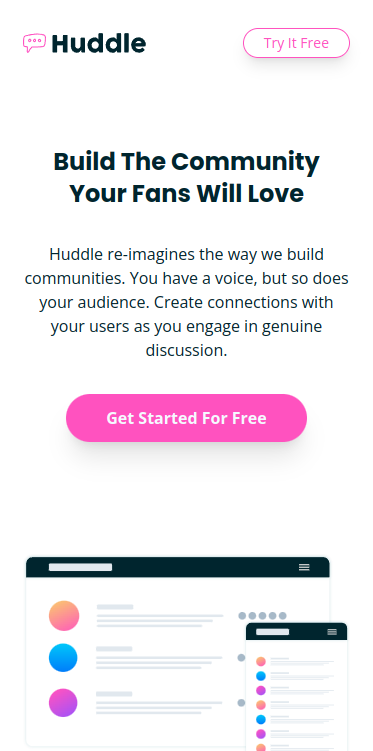 Huddle
Try It Free
Build The Community
Your Fans Will Love
Huddle re-imagines the way we build
communities. You have a voice, but so does
your audience. Create connections with
your users as you engage in genuine
discussion.
Get Started For Free